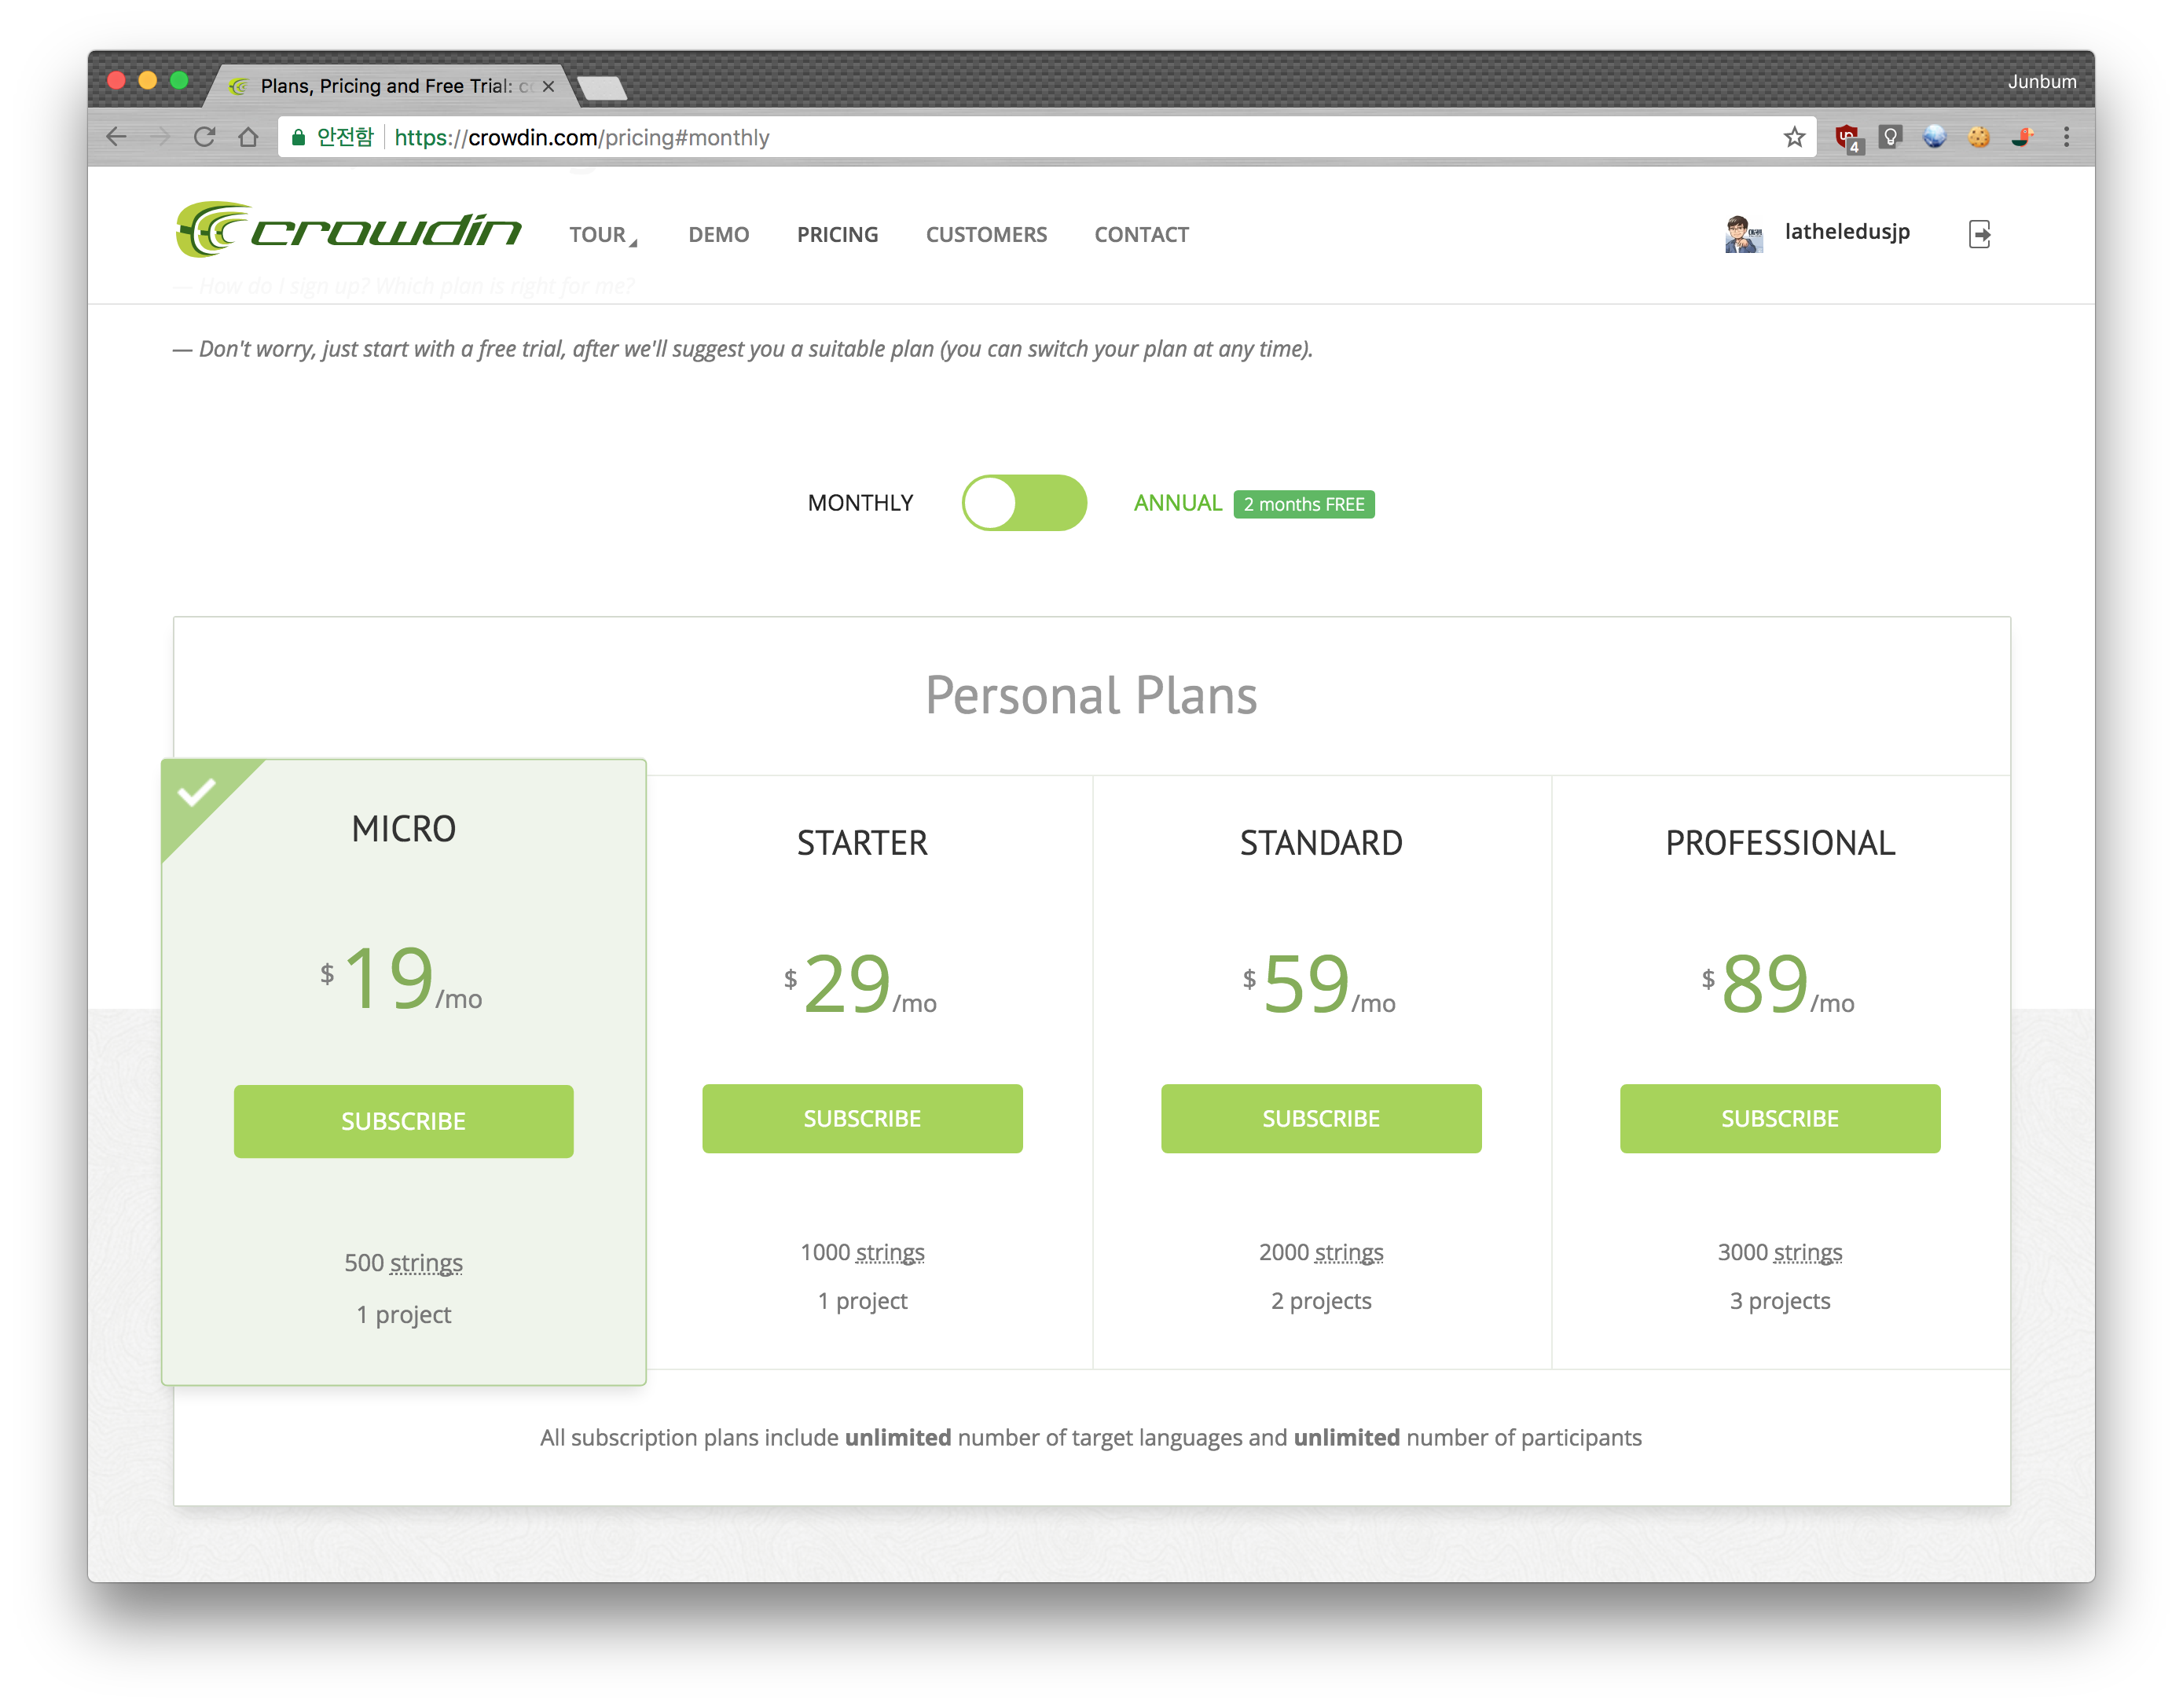 Plans, Pricing and Free Trial: c
Junbum
안전함 https://crowdin.com/pricing#monthly
4
crowdin TOUR DEMO PRICING CUSTOMERS CONTACT latheledusjp
— How do I sign up? Which plan is right for me?
— Don't worry, just start with a free trial, after we'll suggest you a suitable plan (you can switch your plan at any time).
MONTHLY ANNUAL 2 months FREE
Personal Plans
MICRO
$19/mo
SUBSCRIBE
500 strings
1 project
STARTER
$29/mo
SUBSCRIBE
1000 strings
1 project
STANDARD
$59/mo
SUBSCRIBE
2000 strings
2 projects
PROFESSIONAL
$89/mo
SUBSCRIBE
3000 strings
3 projects
All subscription plans include unlimited number of target languages and unlimited number of participants